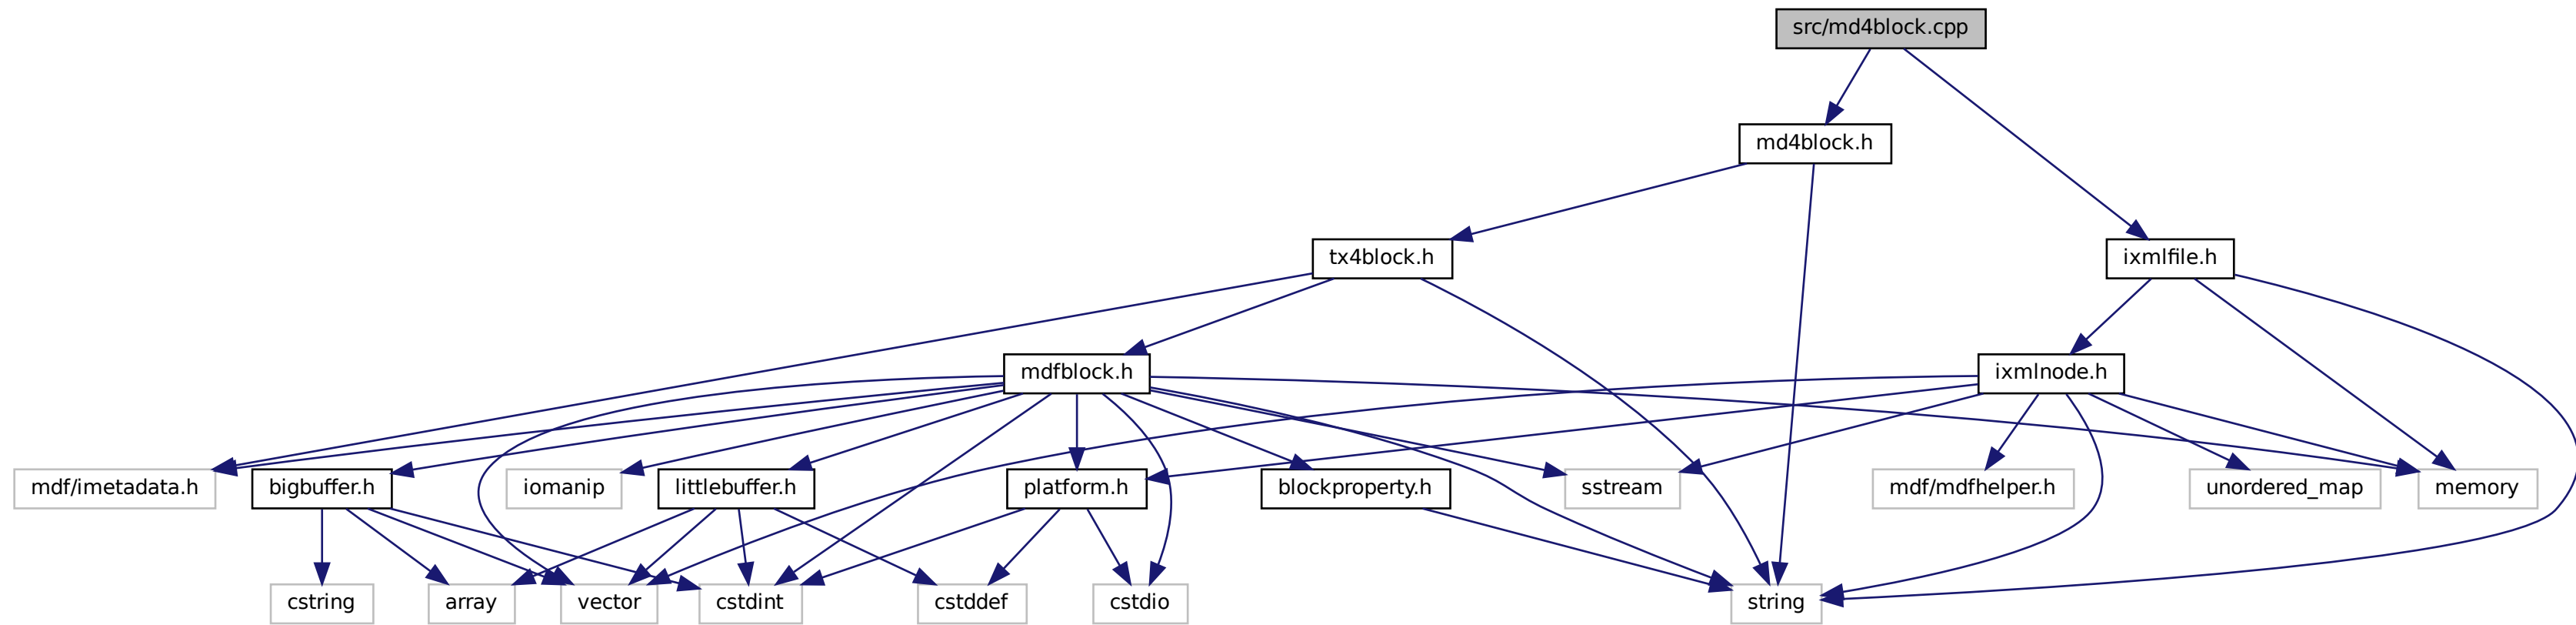 src/md4block.cpp
md4block.h
tx4block.h
ixmlfile.h
mdfblock.h
ixmlnode.h
mdf/imetadata.h
bigbuffer.h
iomanip
littlebuffer.h
platform.h
blockproperty.h
sstream
mdf/mdfhelper.h
unordered_map
memory
cstring
array
vector
cstdint
cstddef
cstdio
string